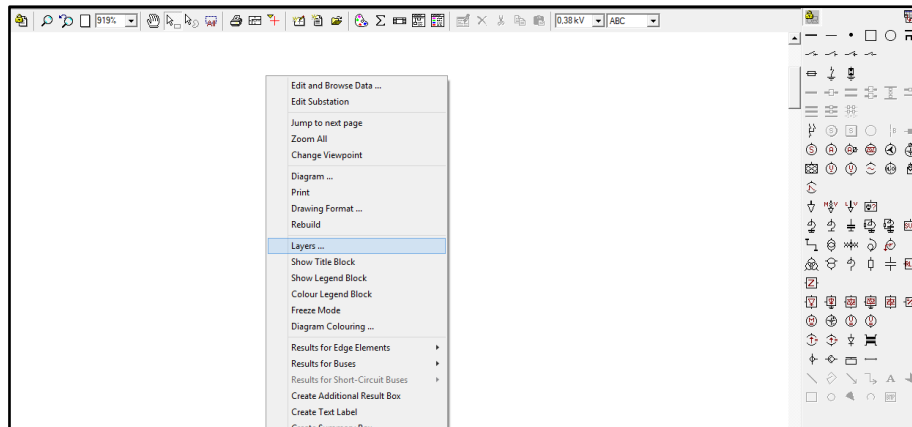 919%
0,38 kV
ABC
Edit and Browse Data ...
Edit Substation
Jump to next page
Zoom All
Change Viewpoint
Diagram ...
Print
Drawing Format ...
Rebuild
Layers ...
Show Title Block
Show Legend Block
Colour Legend Block
Freeze Mode
Diagram Colouring ...
Results for Edge Elements
Results for Buses
Results for Short-Circuit Buses
Create Additional Result Box
Create Text Label